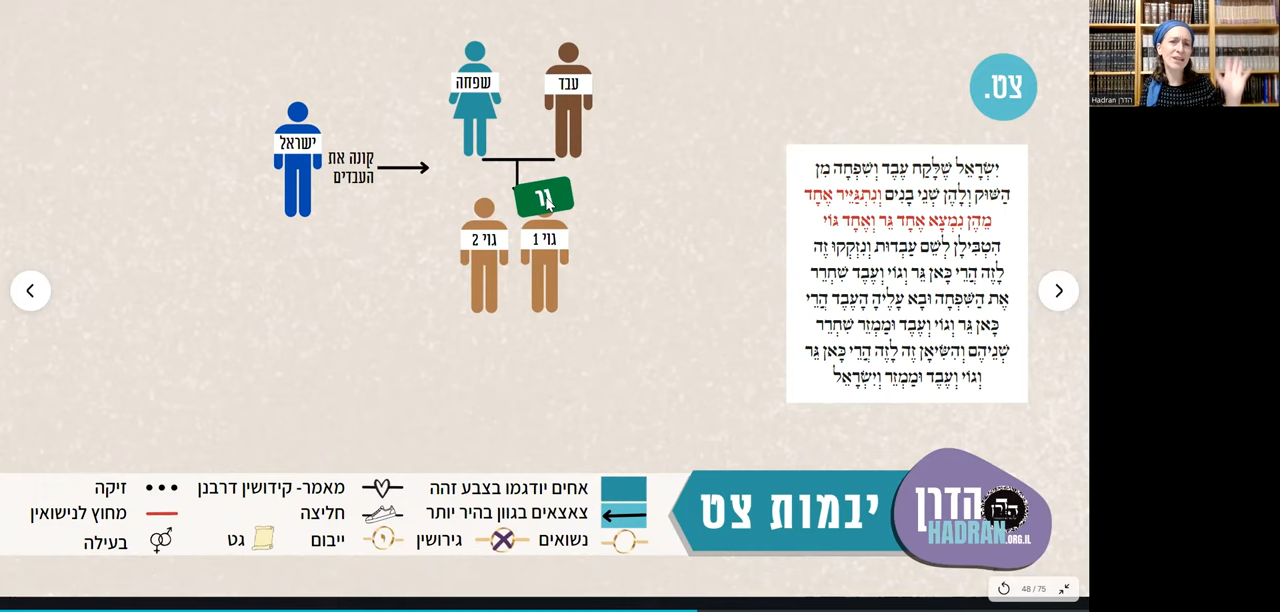 צט.
שפחה
עבד
ישראל
קונה את
העבדים
גר
גוי 2
גוי 1
יִשְׂרָאֵל שֶׁלָּקַח עֶבֶד וְשִׁפְחָה מִן
הַשּׁוּק וְלָהֶן שְׁנֵי בָנִים וְנִתְגַּיֵּיר אֶחָד
מֵהֶן נִמְצָא אֶחָד גֵּר וְאֶחָד גּוֹי
הִטְבִּילָן לְשֵׁם עַבְדוּת וְנִזְקְקוּ זֶה
לָזֶה הֲרֵי כָּאן גֵּר וְגוֹי וְעֶבֶד שִׁחְרֵר
אֶת הַשִּׁפְחָה וּבָא עָלֶיהָ הָעֶבֶד הֲרֵי
כָּאן גֵּר וְגוֹי וְעֶבֶד וּמַמְזֵר שִׁחְרֵר
שְׁנֵיהֶם וְהִשִּׂיאָן זֶה לָזֶה הֲרֵי כָּאן גֵּר
וְגוֹי וְעֶבֶד וּמַמְזֵר וְיִשְׂרָאֵל
הדרן Hadran
אחים יודגמו בצבע זהה
מאמר- קידושין דרבנן
זיקה
צאצאים בגוון בהיר יותר
חליצה
מחוץ לנישואין
נשואים
גירושין
ייבום
גט
בעילה
יבמות צט
הדרן
HADRAN.ORG.IL
48 / 75